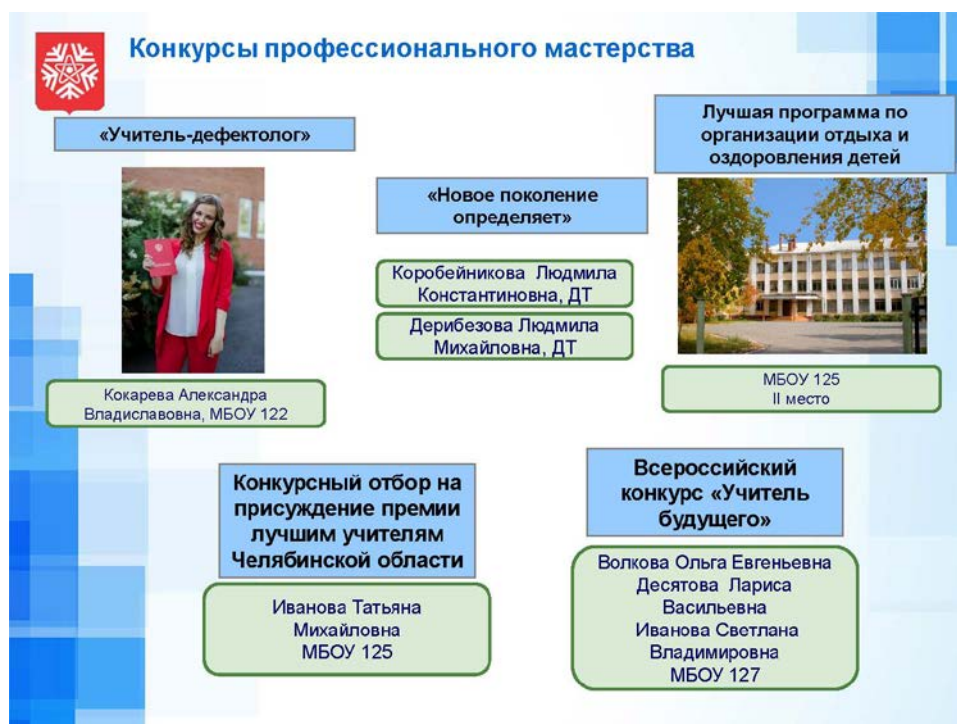 Конкурсы профессионального мастерства
«Учитель-дефектолог»
Кокарева Александра
Владиславовна, МБОУ 122
«Новое поколение
определяет»
Коробейникова Людмила
Константиновна, ДТ
Дерибезова Людмила
Михайловна, ДТ
Лучшая программа по
организации отдыха и
оздоровления детей
МБОУ 125
II место
Конкурсный отбор на
присуждение премии
лучшим учителям
Челябинской области
Иванова Татьяна
Михайловна
МБОУ 125
Всероссийский
конкурс «Учитель
будущего»
Волкова Ольга Евгеньевна
Десятова Лариса
Васильевна
Иванова Светлана
Владимировна
МБОУ 127